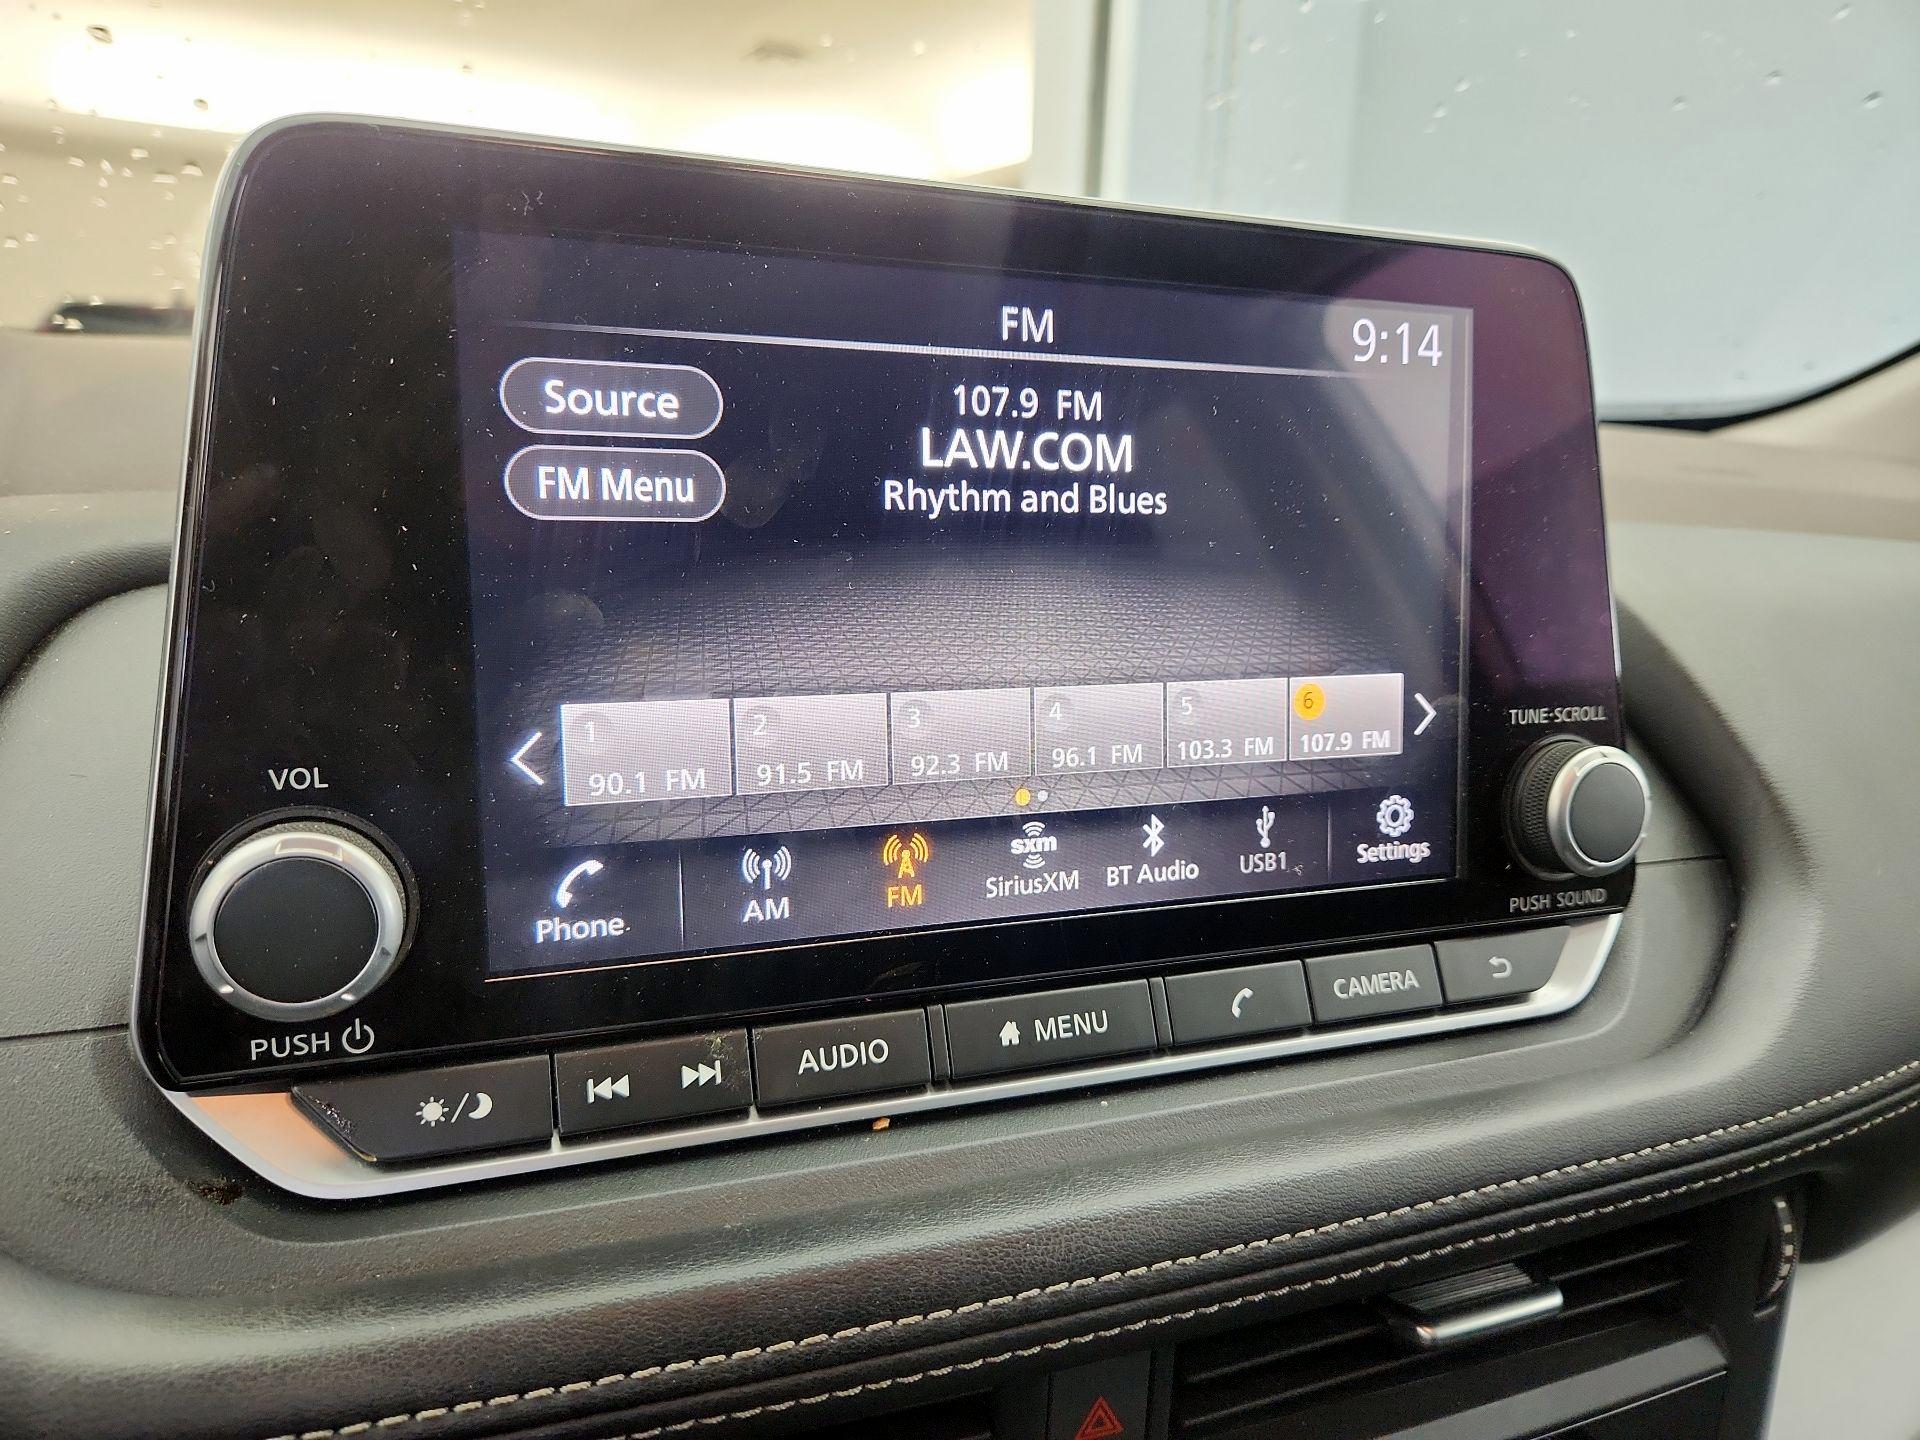 FM
9:14
Source
107.9 FM
LAW.COM
FM Menu
Rhythm and Blues
1
2
3
4
5
6
90.1 FM
91.5 FM
92.3 FM
96.1 FM
103.3 FM
107.9 FM
TUNE·SCROLL
VOL
Phone
AM
FM
sxm
SiriusXM
BT Audio
USB1
Settings
PUSH SOUND
PUSH
AUDIO
MENU
CAMERA